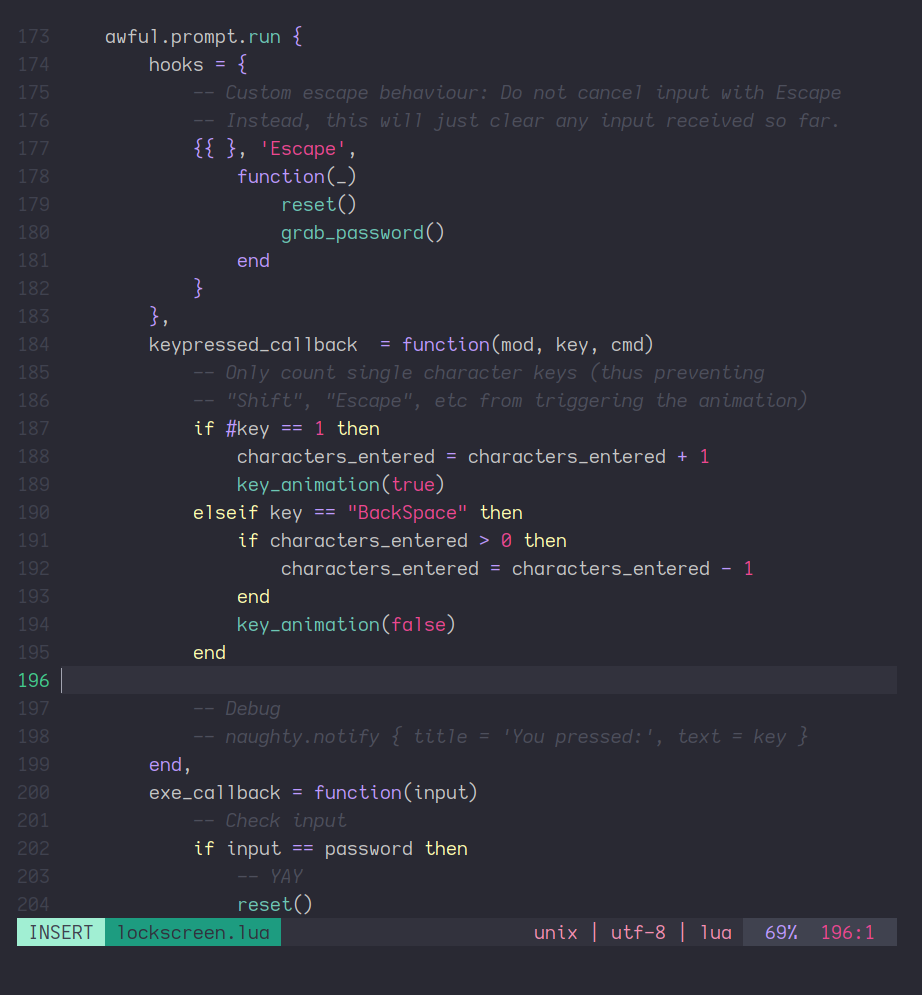 173     awful.prompt.run {
174         hooks = {
175             -- Custom escape behaviour: Do not cancel input with Escape
176             -- Instead, this will just clear any input received so far.
177             {{ }, 'Escape',
178                 function(_)
179                     reset()
180                     grab_password()
181                 end
182             }
183         },
184         keypressed_callback  = function(mod, key, cmd)
185             -- Only count single character keys (thus preventing
186             -- "Shift", "Escape", etc from triggering the animation)
187             if #key == 1 then
188                 characters_entered = characters_entered + 1
189                 key_animation(true)
190             elseif key == "BackSpace" then
191                 if characters_entered > 0 then
192                     characters_entered = characters_entered - 1
193                 end
194                 key_animation(false)
195             end
196
197             -- Debug
198             -- naughty.notify { title = 'You pressed:', text = key }
199         end,
200         exe_callback = function(input)
201             -- Check input
202             if input == password then
203                 -- YAY
204                 reset()
INSERT lockscreen.lua unix | utf-8 | lua 69% 196:1